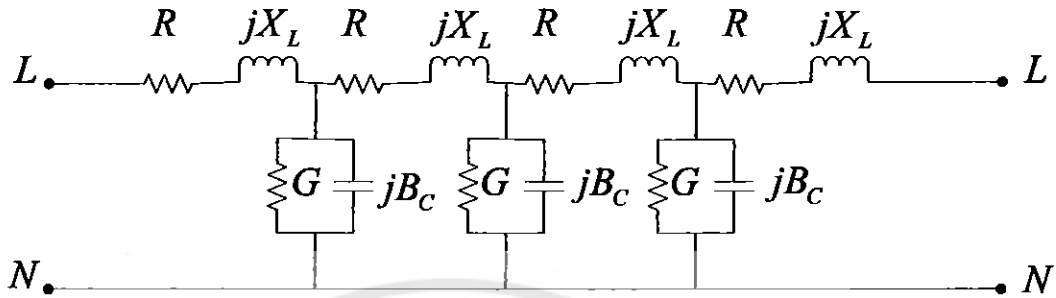 R jX_L R jX_L R jX_L R jX_L
L L
G jB_C G jB_C G jB_C
N N